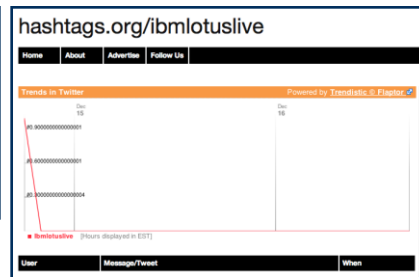 hashtags.org/ibmlotuslive
Home About Advertise Follow Us
Trends in Twitter Powered by Trendistic © Flaptor
Dec 15 Dec 16
ibmlotuslive [Hours displayed in EST]
User Message/Tweet When